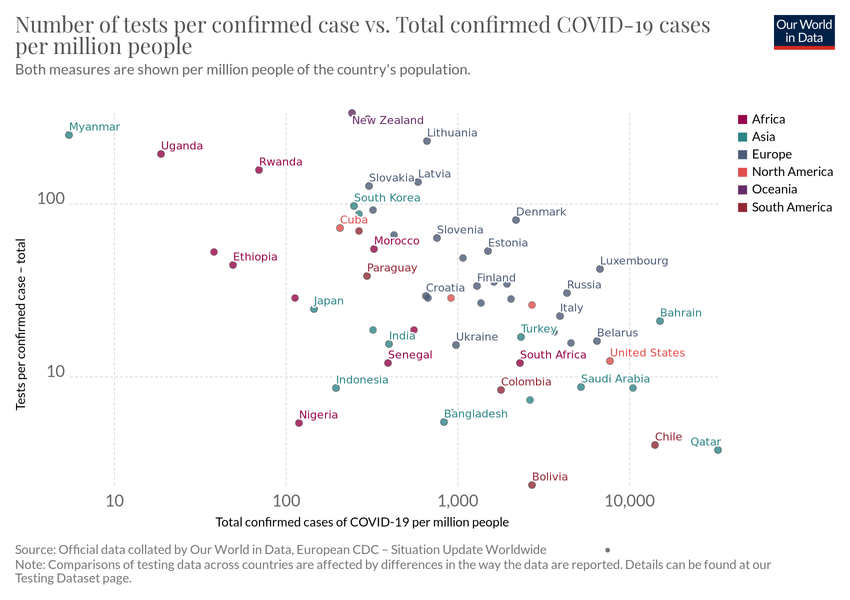 Number of tests per confirmed case vs. Total confirmed COVID-19 cases
per million people
Both measures are shown per million people of the country's population.
Our World
in Data
New Zealand
Myanmar
Lithuania
Uganda
Rwanda
Slovakia
Latvia
South Korea
Cuba
Denmark
Slovenia
Morocco
Estonia
Ethiopia
Paraguay
Luxembourg
Finland
Croatia
Russia
Japan
Italy
Bahrain
India
Ukraine
Turkey
Belarus
Senegal
South Africa
United States
Indonesia
Colombia
Saudi Arabia
Nigeria
Bangladesh
Chile
Qatar
Bolivia
Africa
Asia
Europe
North America
Oceania
South America
100
10
Tests per confirmed case – total
10
100
1,000
10,000
Total confirmed cases of COVID-19 per million people
Source: Official data collated by Our World in Data, European CDC – Situation Update Worldwide
Note: Comparisons of testing data across countries are affected by differences in the way the data are reported. Details can be found at our
Testing Dataset page.